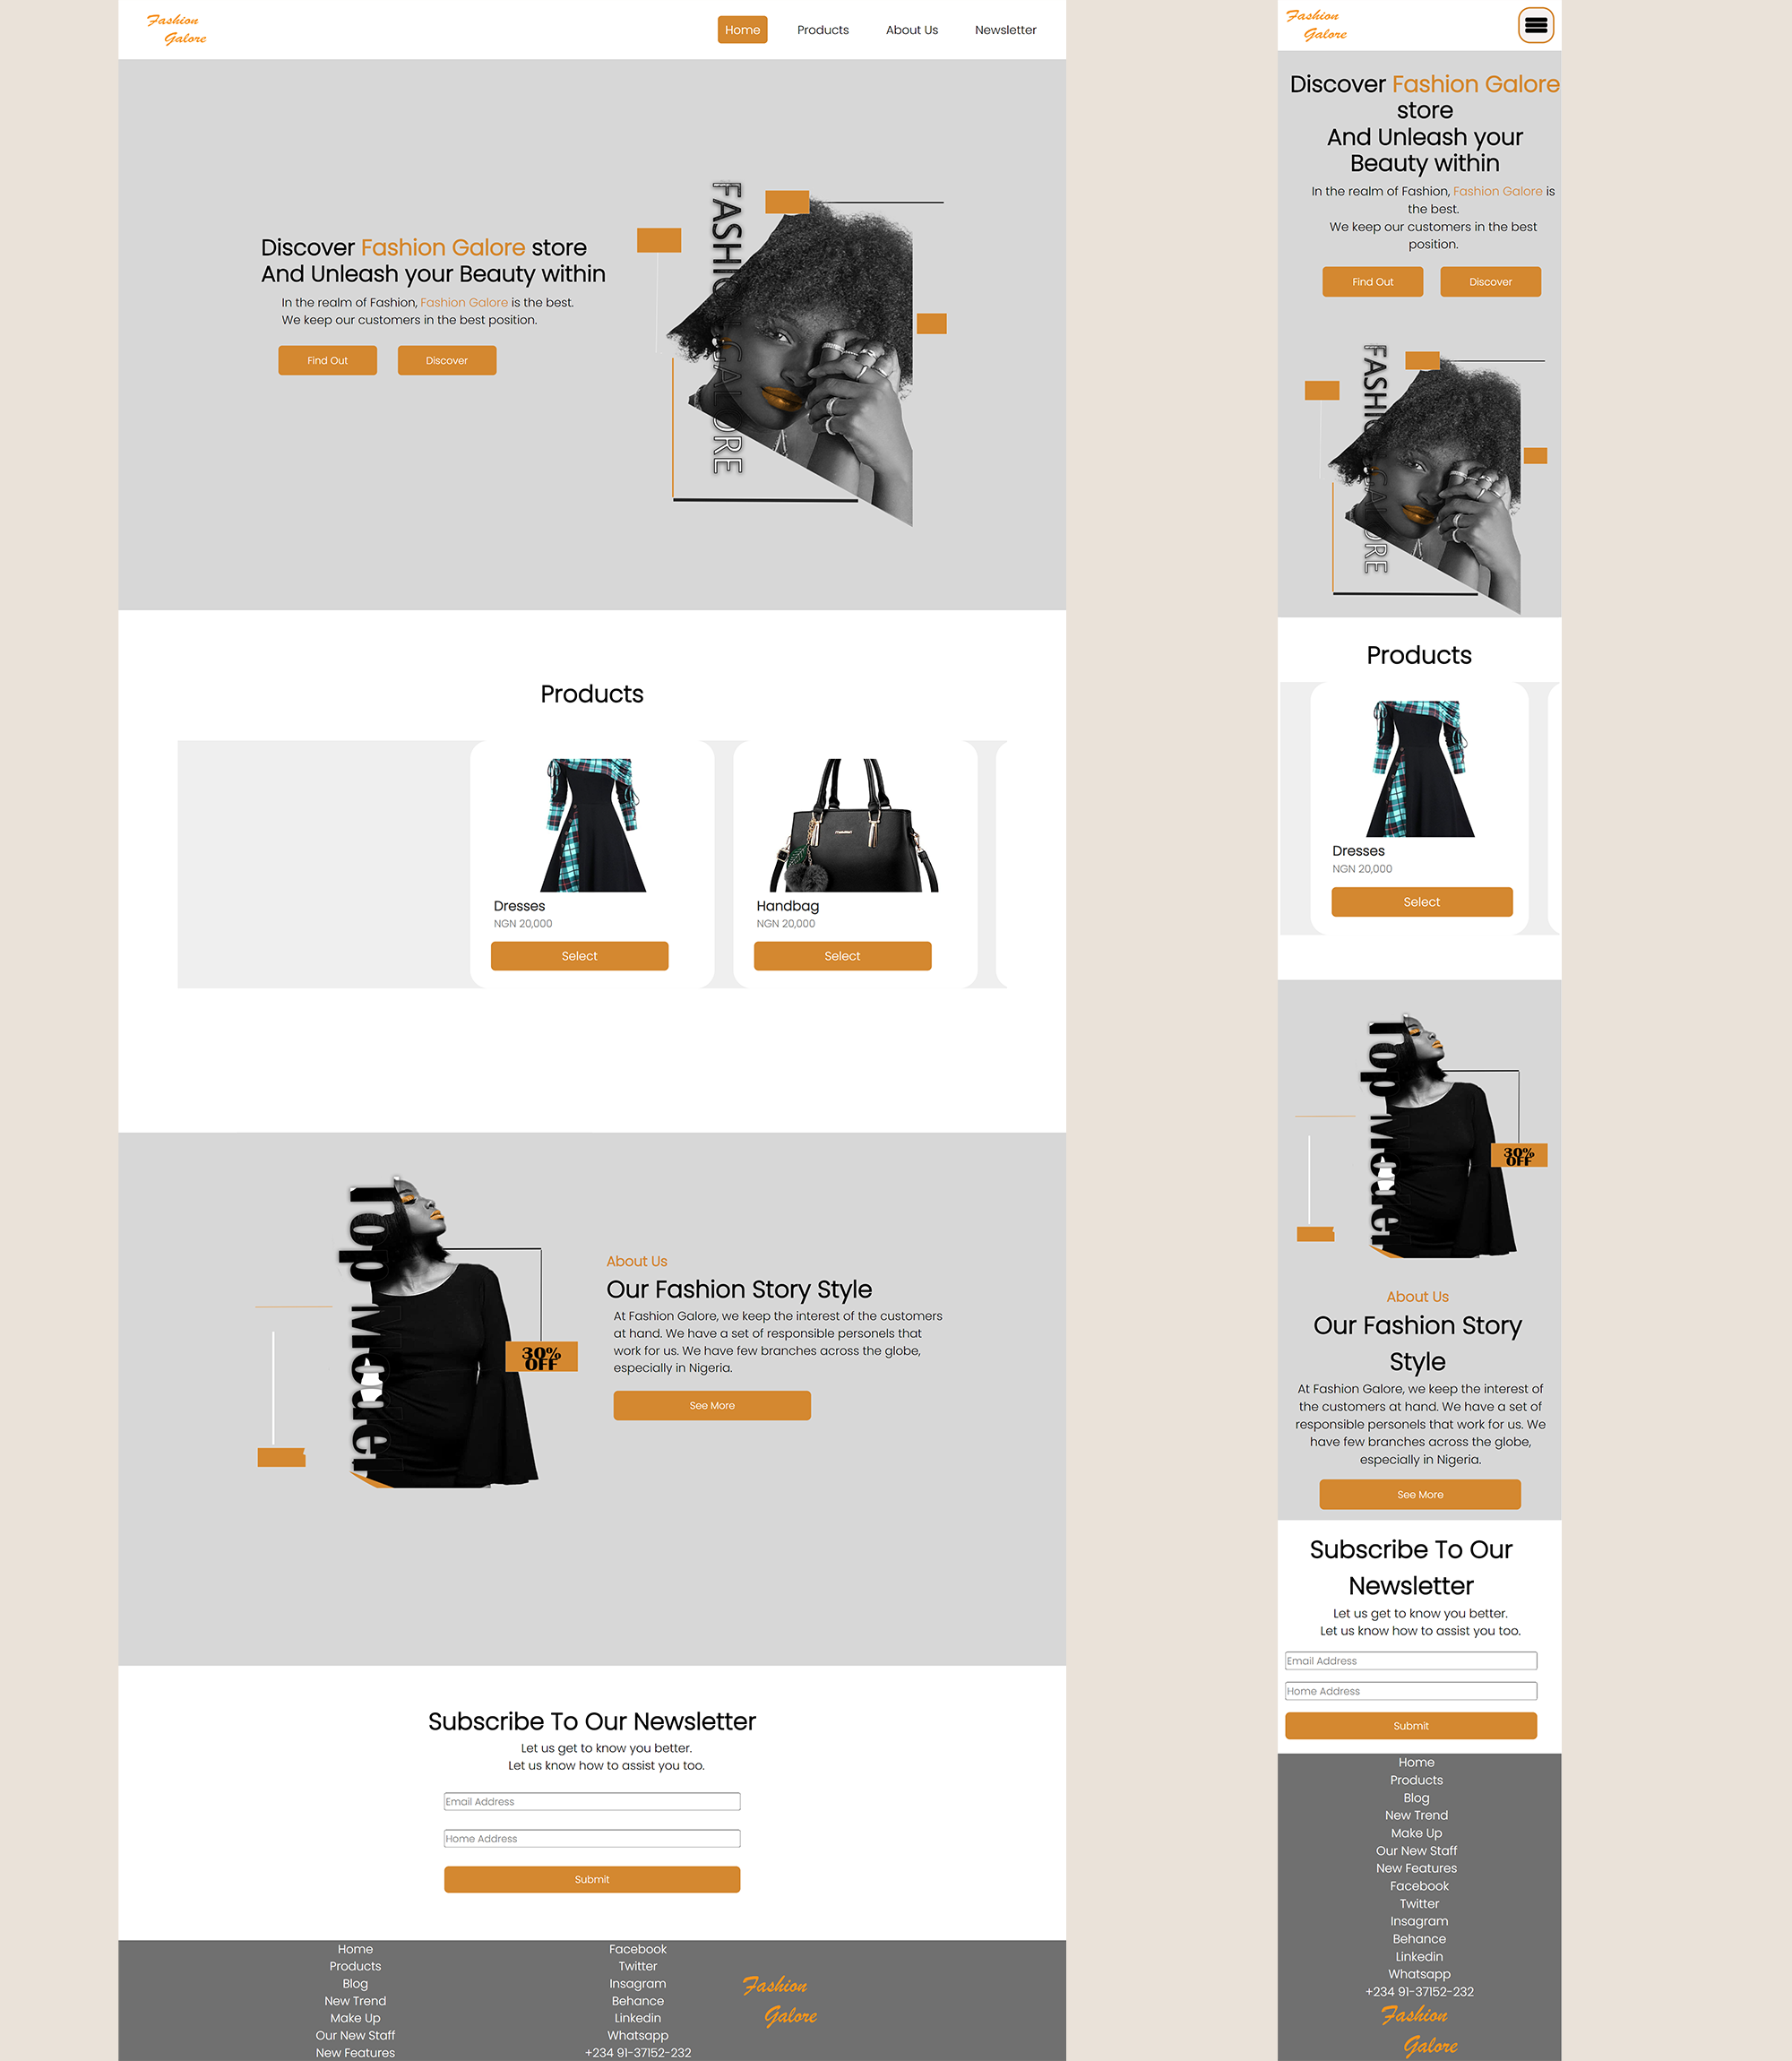 Fashion
Galore
Home
Products
About Us
Newsletter
Discover Fashion Galore store
And Unleash your Beauty within
In the realm of Fashion, Fashion Galore is the best.
We keep our customers in the best position.
Find Out
Discover
FASHION GALORE
Products
Dresses
NGN 20,000
Select
Handbag
NGN 20,000
Select
Top Model
30%
OFF
About Us
Our Fashion Story Style
At Fashion Galore, we keep the interest of the customers
at hand. We have a set of responsible personels that
work for us. We have few branches across the globe,
especially in Nigeria.
See More
Subscribe To Our Newsletter
Let us get to know you better.
Let us know how to assist you too.
Email Address
Home Address
Submit
Home
Products
Blog
New Trend
Make Up
Our New Staff
New Features
Facebook
Twitter
Insagram
Behance
Linkedin
Whatsapp
+234 91-37152-232
Fashion
Galore
Fashion
Galore
Discover Fashion Galore
store
And Unleash your
Beauty within
In the realm of Fashion, Fashion Galore is
the best.
We keep our customers in the best
position.
Find Out
Discover
FASHION GALORE
Products
Dresses
NGN 20,000
Select
Top Model
30%
OFF
About Us
Our Fashion Story
Style
At Fashion Galore, we keep the interest of
the customers at hand. We have a set of
responsible personels that work for us. We
have few branches across the globe,
especially in Nigeria.
See More
Subscribe To Our
Newsletter
Let us get to know you better.
Let us know how to assist you too.
Email Address
Home Address
Submit
Home
Products
Blog
New Trend
Make Up
Our New Staff
New Features
Facebook
Twitter
Insagram
Behance
Linkedin
Whatsapp
+234 91-37152-232
Fashion
Galore